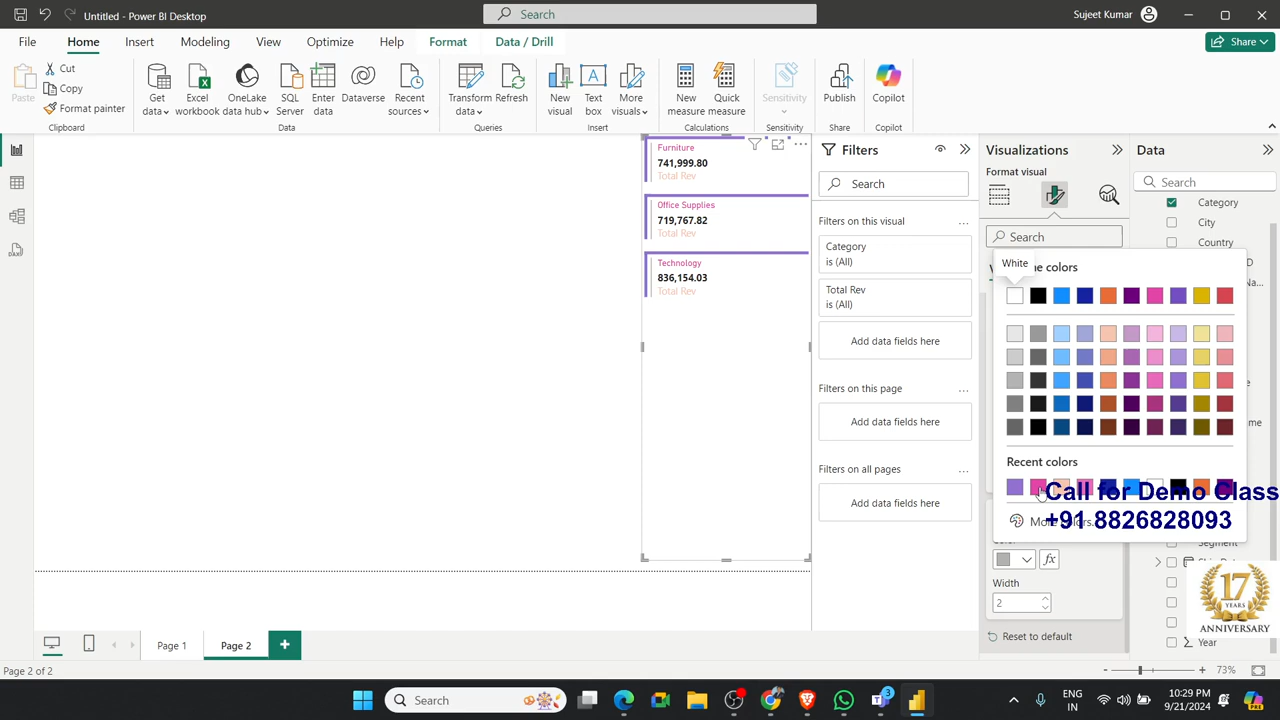 Untitled - Power BI Desktop
Search
Sujeet Kumar
File
Home
Insert
Modeling
View
Optimize
Help
Format
Data / Drill
Share
Paste
Cut
Copy
Format painter
Clipboard
Get
data
Excel
workbook
OneLake
data hub
SQL
Server
Enter
data
Dataverse
Recent
sources
Data
Transform
data
Refresh
Queries
New
visual
Text
box
More
visuals
Insert
New
measure
Quick
measure
Calculations
Sensitivity
Sensitivity
Publish
Share
Copilot
Copilot
Furniture
741,999.80
Total Rev
Office Supplies
719,767.82
Total Rev
Technology
836,154.03
Total Rev
Filters
Search
Filters on this visual
Category
is (All)
Total Rev
is (All)
Add data fields here
Filters on this page
Add data fields here
Filters on all pages
Add data fields here
Visualizations
Format visual
Search
White
colors
Recent colors
Call for Demo Class
+91 8826828093
Width
2
Reset to default
Data
Search
Category
City
Country
Segment
Year
17
YEARS
ANNIVERSARY
Page 1
Page 2
Page 2 of 2
73%
Search
3
ENG
IN
10:29 PM
9/21/2024